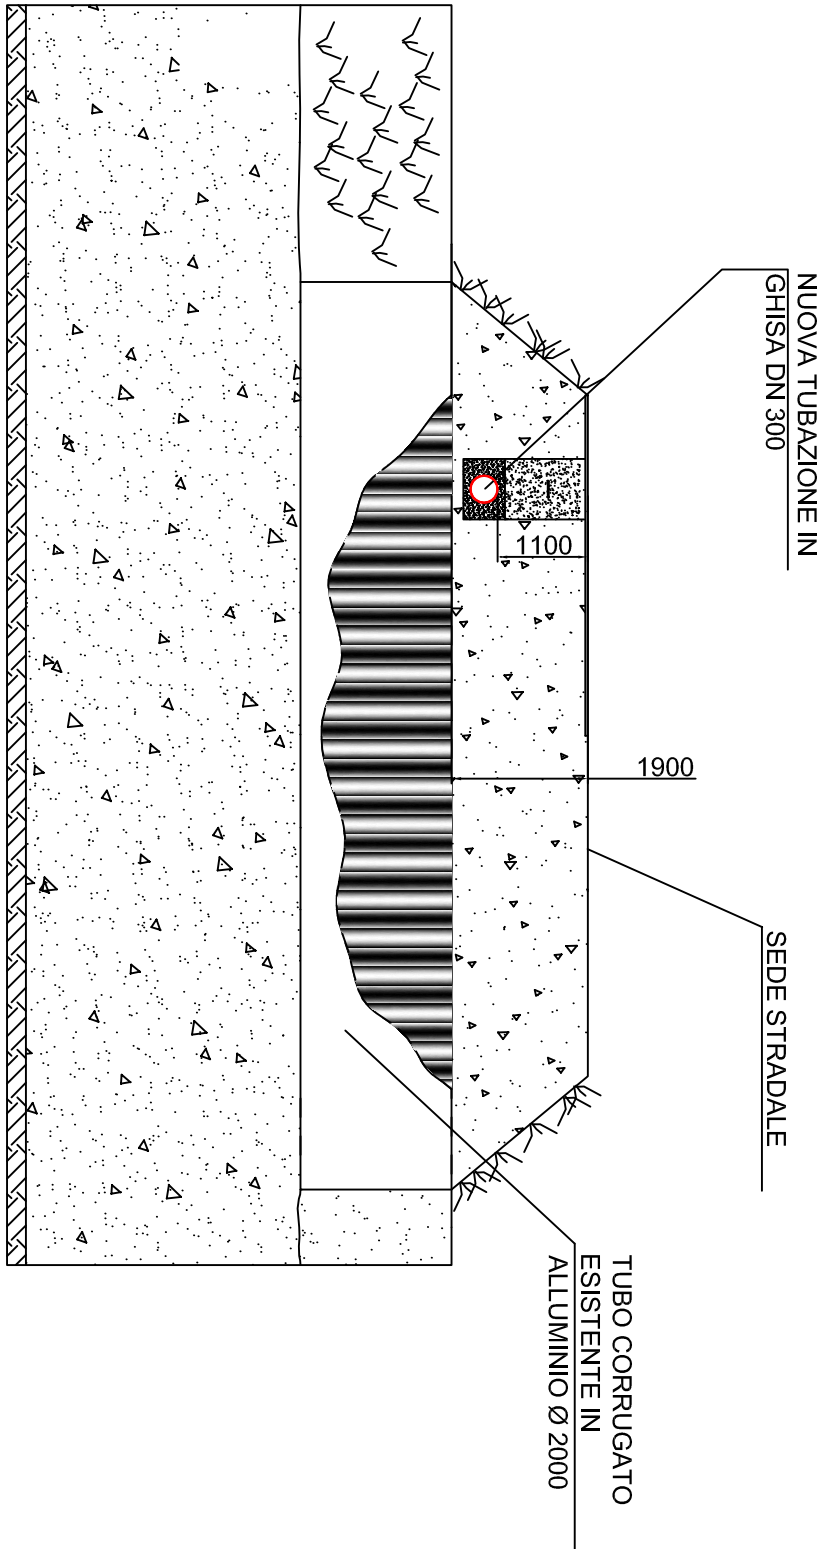 NUOVA TUBAZIONE IN
GHISA DN 300
1100
1900
SEDE STRADALE
TUBO CORRUGATO
ESISTENTE IN
ALLUMINIO Ø 2000